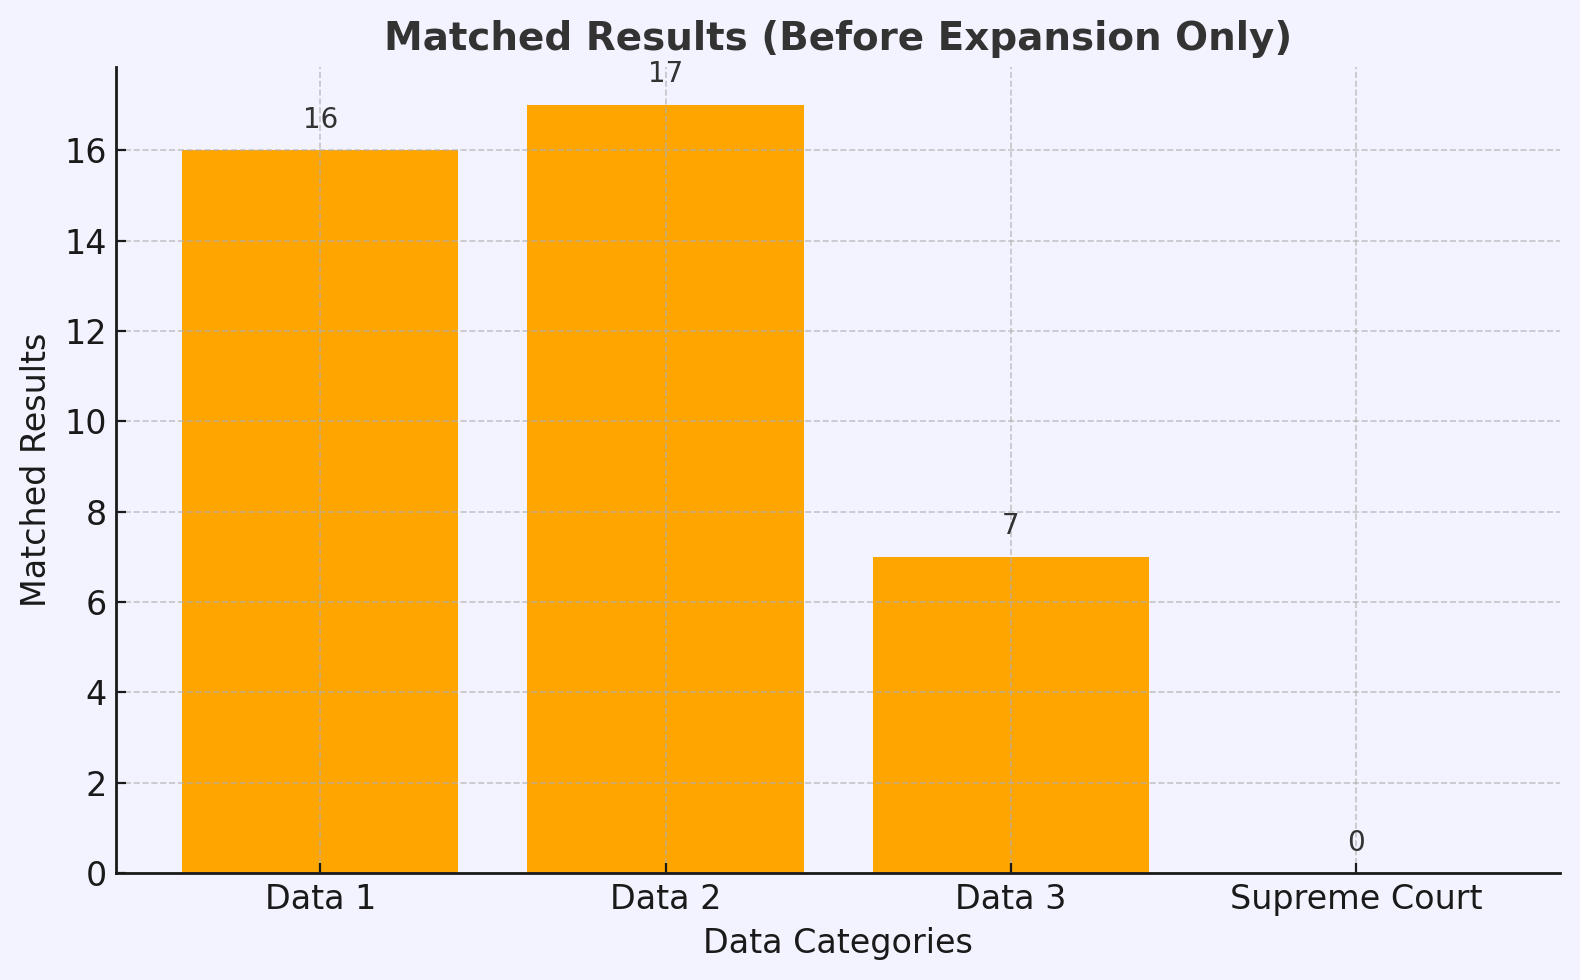 Matched Results (Before Expansion Only)
17
16
16
14
12
10
8
7
6
4
2
0
0
Matched Results
Data 1
Data 2
Data 3
Supreme Court
Data Categories